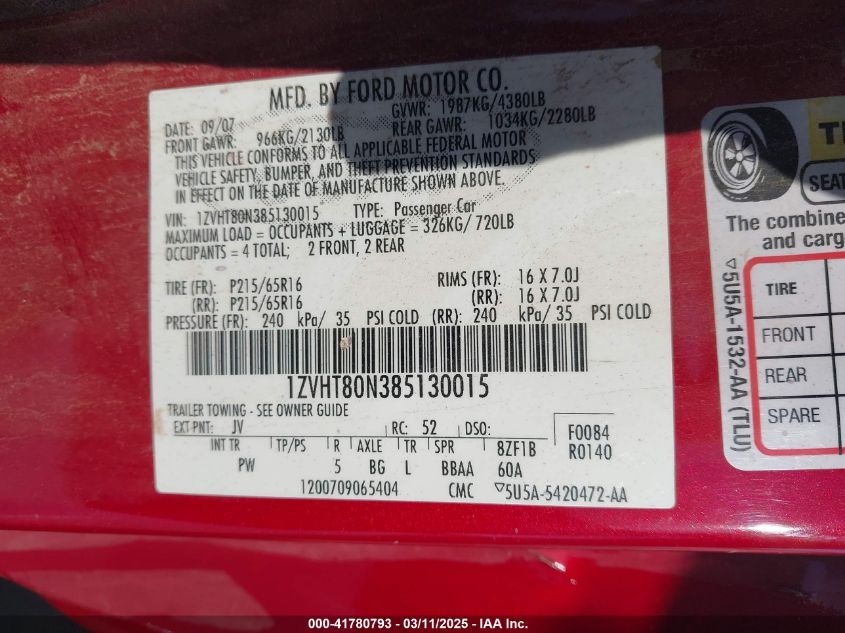 MFD. BY FORD MOTOR CO.
DATE: 09/07 GVWR: 1987KG/4380LB
FRONT GAWR: 966KG/2130LB REAR GAWR: 1034KG/2280LB
THIS VEHICLE CONFORMS TO ALL APPLICABLE FEDERAL MOTOR
VEHICLE SAFETY, BUMPER, AND THEFT PREVENTION STANDARDS
IN EFFECT ON THE DATE OF MANUFACTURE SHOWN ABOVE.
VIN: 1ZVHT80N385130015 TYPE: Passenger Car
MAXIMUM LOAD = OCCUPANTS + LUGGAGE = 326KG/ 720LB
OCCUPANTS = 4 TOTAL; 2 FRONT, 2 REAR
TIRE (FR): P215/65R16 RIMS (FR): 16 X 7.0J
(RR): P215/65R16 (RR): 16 X 7.0J
PRESSURE (FR): 240 kPa/ 35 PSI COLD (RR): 240 kPa/ 35 PSI COLD
1ZVHT80N385130015
TRAILER TOWING - SEE OWNER GUIDE
EXT PNT: JV RC: 52 DSO: F0084
INT TR TP/PS R AXLE TR SPR 8ZF1B R0140
PW 5 BG L BBAA 60A
1200709065404 CMC ▽5U5A-5420472-AA
SEAT
The combine
and carg
TIRE
FRONT
REAR
SPARE
▽5U5A-1532-AA (TLU)
000-41780793 - 03/11/2025 - IAA Inc.